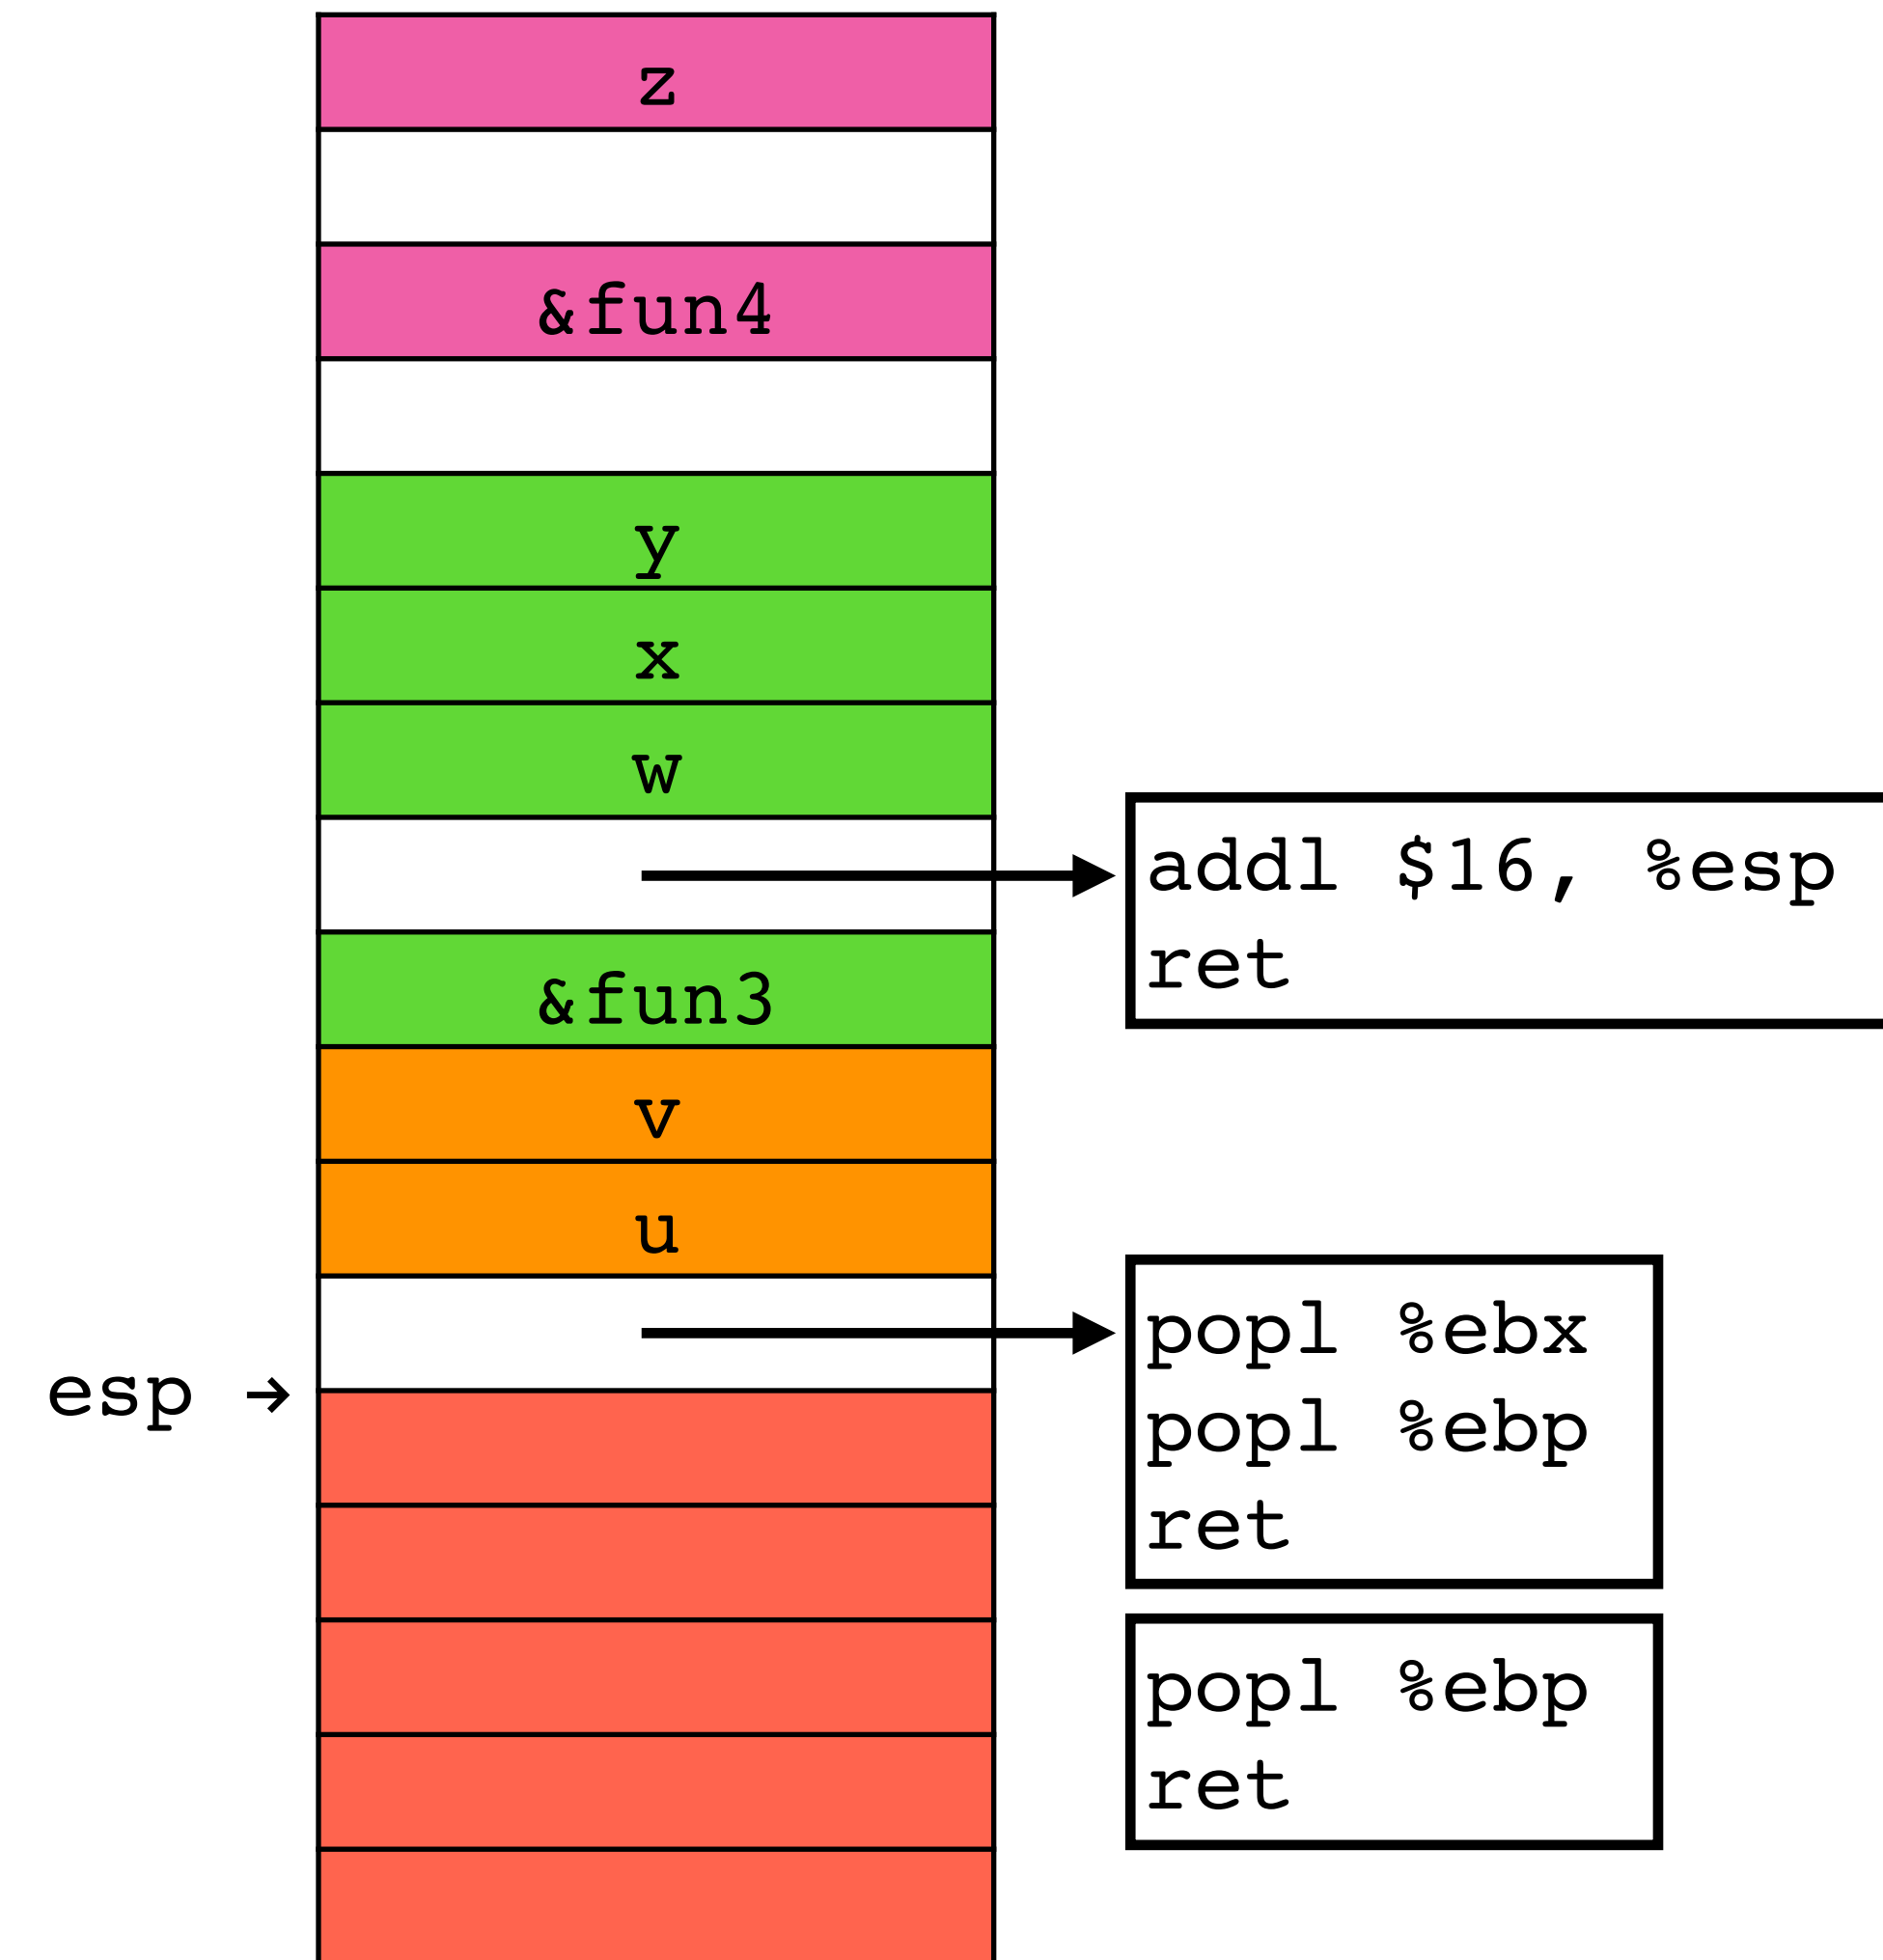 z
&fun4
y
x
w
addl $16, %esp
ret
&fun3
v
u
popl %ebx
esp →
popl %ebp
ret
popl %ebp
ret